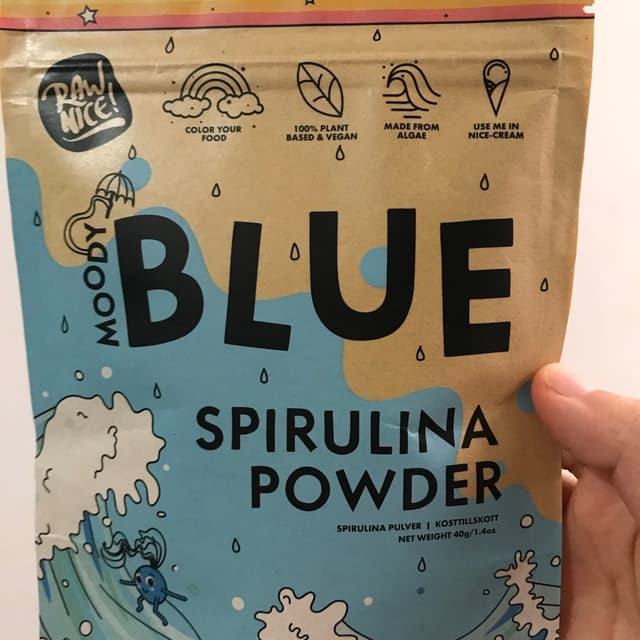 RAW
NICE!
COLOR YOUR
FOOD
100% PLANT
BASED & VEGAN
MADE FROM
ALGAE
USE ME IN
NICE-CREAM
MOODY
BLUE
SPIRULINA
POWDER
SPIRULINA PULVER | KOSTTILLSKOTT
NET WEIGHT 40g/1.4oz